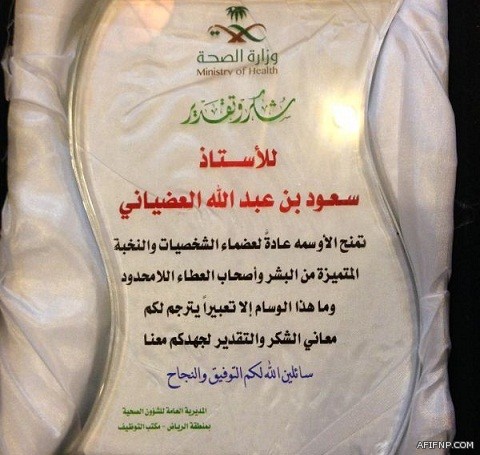 وزارة الصحة
Ministry of Health
شكر وتقدير
للأستاذ
سعود بن عبد الله العضياني
تمنح الأوسمه عادةً لعضماء الشخصيات والنخبة
المتميزة من البشر وأصحاب العطاء اللامحدود
وما هذا الوسام إلا تعبيراً يترجم لكم
معاني الشكر والتقدير لجهدكم معنا
سائلين الله لكم التوفيق والنجاح
المديرية العامة للشؤون الصحية
بمنطقة الرياض - مكتب التوظيف
AFIFNP.COM